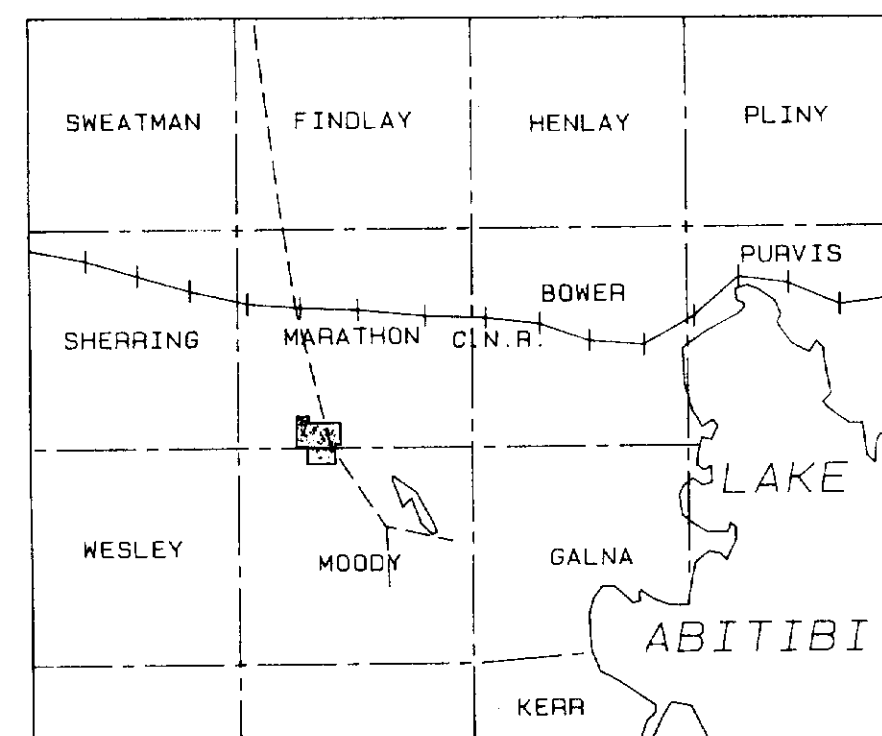 SWEATMAN FINDLAY HENLAY PLINY
PURVIS
BOWER
SHERRING MARATHON C.N.R.
LAKE
WESLEY MOODY GALNA
ABITIBI
KERR